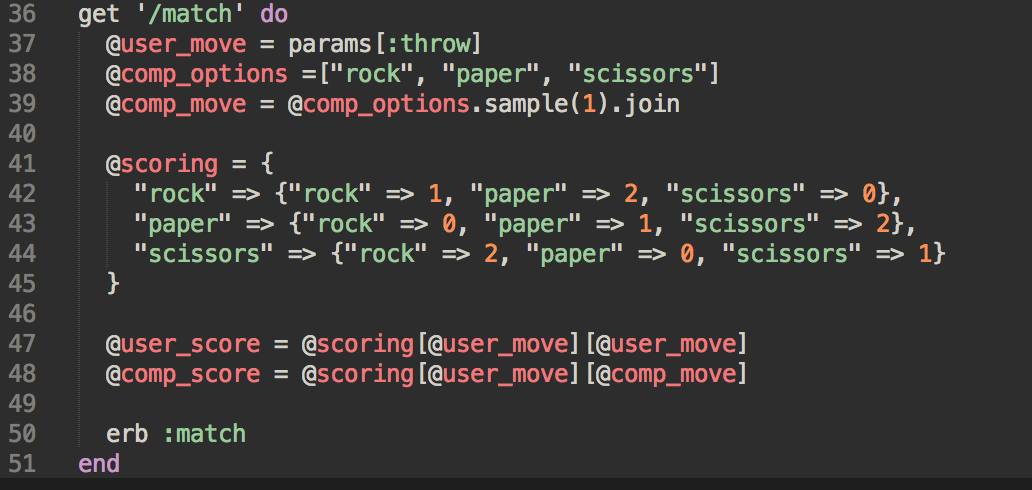 36 get '/match' do
37 @user_move = params[:throw]
38 @comp_options =["rock", "paper", "scissors"]
39 @comp_move = @comp_options.sample(1).join
40
41 @scoring = {
42 "rock" => {"rock" => 1, "paper" => 2, "scissors" => 0},
43 "paper" => {"rock" => 0, "paper" => 1, "scissors" => 2},
44 "scissors" => {"rock" => 2, "paper" => 0, "scissors" => 1}
45 }
46
47 @user_score = @scoring[@user_move][@user_move]
48 @comp_score = @scoring[@user_move][@comp_move]
49
50 erb :match
51 end